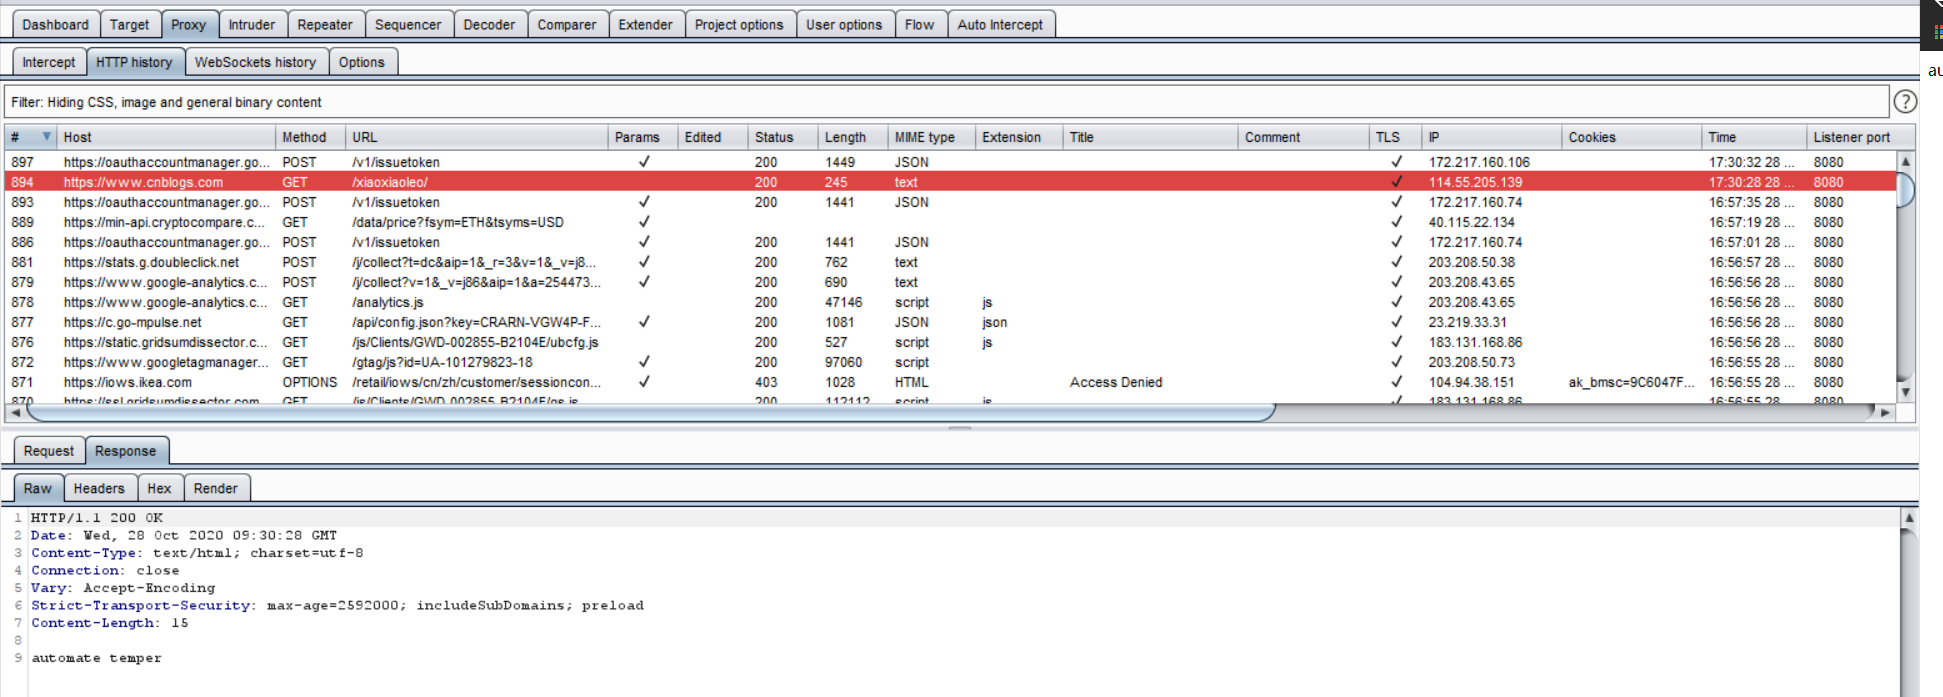 Dashboard Target Proxy Intruder Repeater Sequencer Decoder Comparer Extender Project options User options Flow Auto Intercept
Intercept HTTP history WebSockets history Options
au
Filter: Hiding CSS, image and general binary content ?
# Host Method URL Params Edited Status Length MIME type Extension Title Comment TLS IP Cookies Time Listener port
897 https://oauthaccountmanager.go... POST /v1/issuetoken ✓ 200 1449 JSON ✓ 172.217.160.106 17:30:32 28 ... 8080
894 https://www.cnblogs.com GET /xiaoxiaoleo/ 200 245 text ✓ 114.55.205.139 17:30:28 28 ... 8080
893 https://oauthaccountmanager.go... POST /v1/issuetoken ✓ 200 1441 JSON ✓ 172.217.160.74 16:57:35 28 ... 8080
889 https://min-api.cryptocompare.c... GET /data/price?fsym=ETH&tsyms=USD ✓ ✓ 40.115.22.134 16:57:19 28 ... 8080
886 https://oauthaccountmanager.go... POST /v1/issuetoken ✓ 200 1441 JSON ✓ 172.217.160.74 16:57:01 28 ... 8080
881 https://stats.g.doubleclick.net POST /j/collect?t=dc&aip=1&_r=3&v=1&_v=j8... ✓ 200 762 text ✓ 203.208.50.38 16:56:57 28 ... 8080
879 https://www.google-analytics.c... POST /j/collect?v=1&_v=j86&aip=1&a=254473... ✓ 200 690 text ✓ 203.208.43.65 16:56:56 28 ... 8080
878 https://www.google-analytics.c... GET /analytics.js 200 47146 script js ✓ 203.208.43.65 16:56:56 28 ... 8080
877 https://c.go-mpulse.net GET /api/config.json?key=CRARN-VGW4P-F... ✓ 200 1081 JSON json ✓ 23.219.33.31 16:56:56 28 ... 8080
876 https://static.gridsumdissector.c... GET /js/Clients/GWD-002855-B2104E/ubcfg.js 200 527 script js ✓ 183.131.168.86 16:56:56 28 ... 8080
872 https://www.googletagmanager... GET /gtag/js?id=UA-101279823-18 ✓ 200 97060 script ✓ 203.208.50.73 16:56:55 28 ... 8080
871 https://iows.ikea.com OPTIONS /retail/iows/cn/zh/customer/sessioncon... ✓ 403 1028 HTML Access Denied ✓ 104.94.38.151 ak_bmsc=9C6047F... 16:56:55 28 ... 8080
870 https://ssl.gridsumdissector.com GET /js/Clients/GWD-002855-B2104E/gs.js 200 112112 script js ✓ 183.131.168.86 16:56:55 28 ... 8080
Request Response
Raw Headers Hex Render
1 HTTP/1.1 200 OK
2 Date: Wed, 28 Oct 2020 09:30:28 GMT
3 Content-Type: text/html; charset=utf-8
4 Connection: close
5 Vary: Accept-Encoding
6 Strict-Transport-Security: max-age=2592000; includeSubDomains; preload
7 Content-Length: 15
8
9 automate temper